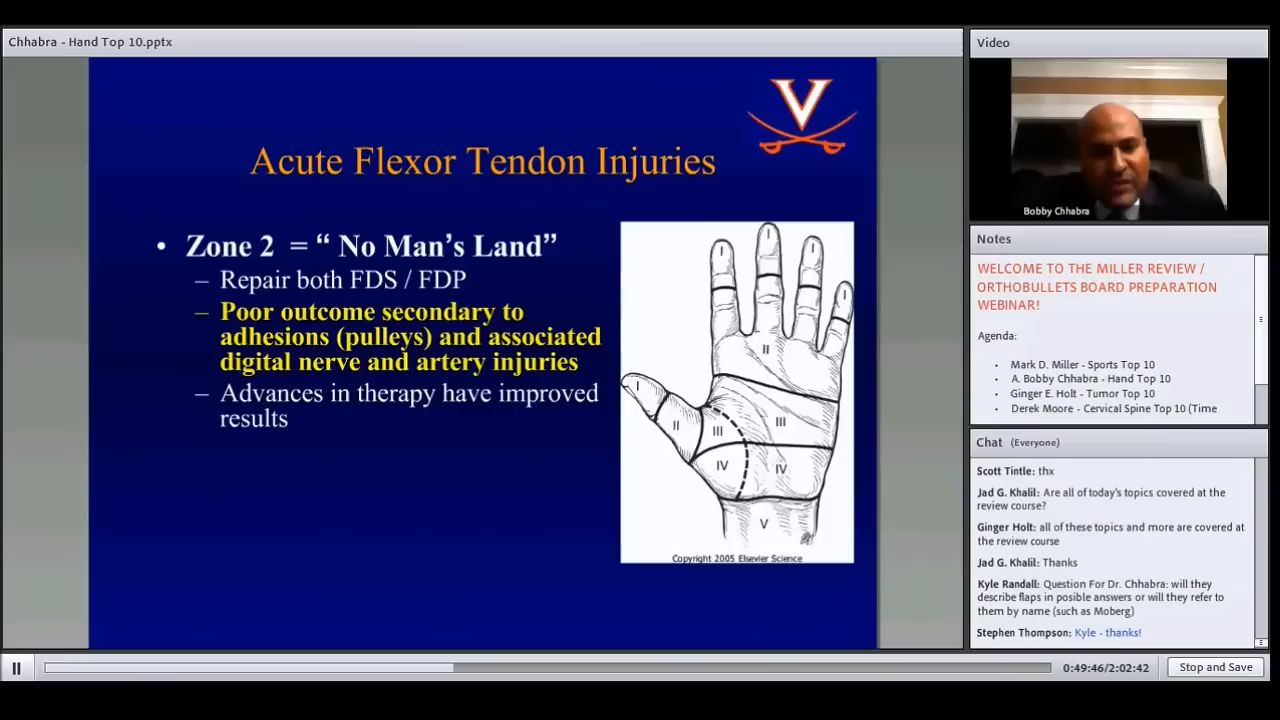 Chhabra - Hand Top 10.pptx
Acute Flexor Tendon Injuries
• Zone 2 = “ No Man’s Land”
– Repair both FDS / FDP
– Poor outcome secondary to
adhesions (pulleys) and associated
digital nerve and artery injuries
– Advances in therapy have improved
results
I
I
I
I
I
II
II
III
III
IV
IV
V
Copyright 2005 Elsevier Science
Video
Bobby Chhabra
Notes
WELCOME TO THE MILLER REVIEW /
ORTHOBULLETS BOARD PREPARATION
WEBINAR!
Agenda:
• Mark D. Miller - Sports Top 10
• A. Bobby Chhabra - Hand Top 10
• Ginger E. Holt - Tumor Top 10
• Derek Moore - Cervical Spine Top 10 (Time
Chat (Everyone)
Scott Tintle: thx
Jad G. Khalil: Are all of today's topics covered at the
review course?
Ginger Holt: all of these topics and more are covered at
the review course
Jad G. Khalil: Thanks
Kyle Randall: Question For Dr. Chhabra: will they
describe flaps in posible answers or will they refer to
them by name (such as Moberg)
Stephen Thompson: Kyle - thanks!
0:49:46/2:02:42
Stop and Save